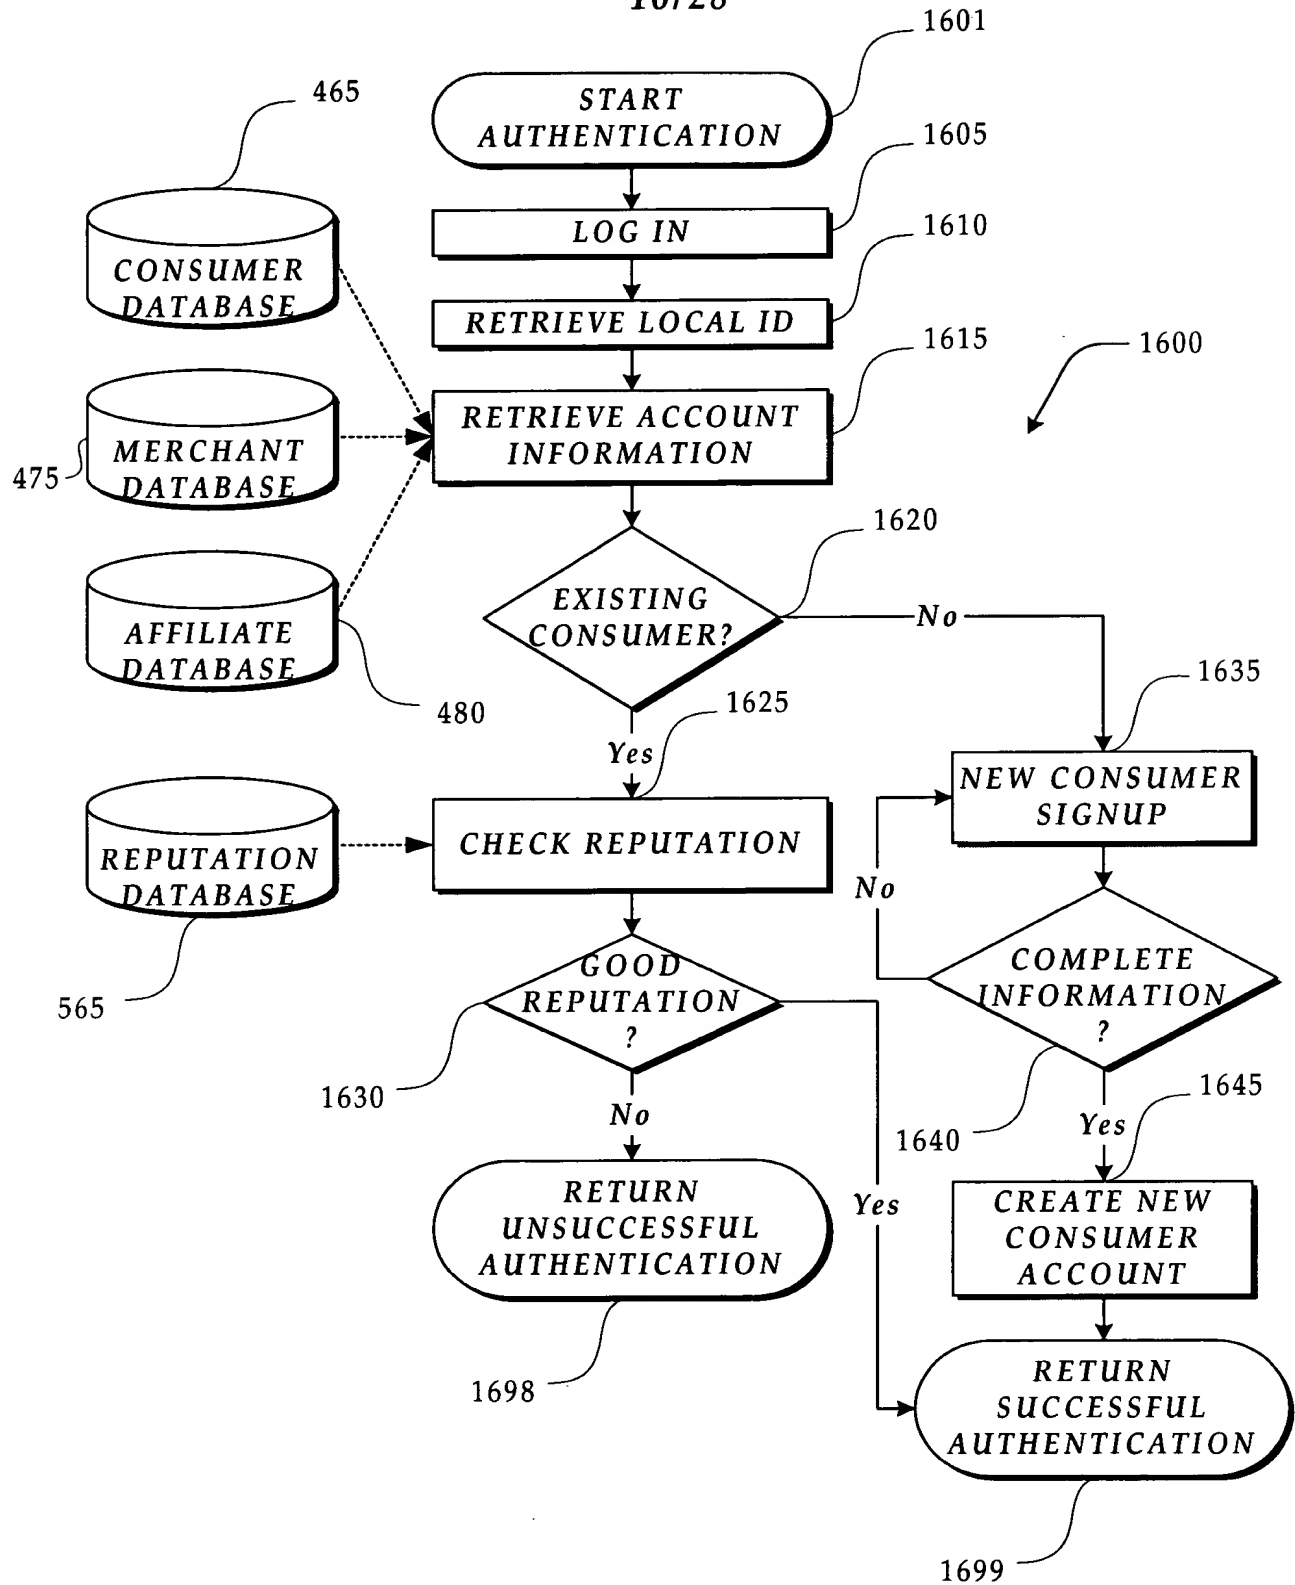 1601
START
AUTHENTICATION
465
1605
LOG IN
1610
CONSUMER
DATABASE
RETRIEVE LOCAL ID
1615
1600
RETRIEVE ACCOUNT
INFORMATION
MERCHANT
DATABASE
475
1620
EXISTING
CONSUMER?
No
AFFILIATE
DATABASE
480
1635
1625
Yes
NEW CONSUMER
SIGNUP
CHECK REPUTATION
REPUTATION
DATABASE
No
565
GOOD
REPUTATION
?
COMPLETE
INFORMATION
?
1630
No
1640
1645
Yes
RETURN
UNSUCCESSFUL
AUTHENTICATION
Yes
CREATE NEW
CONSUMER
ACCOUNT
1698
RETURN
SUCCESSFUL
AUTHENTICATION
1699